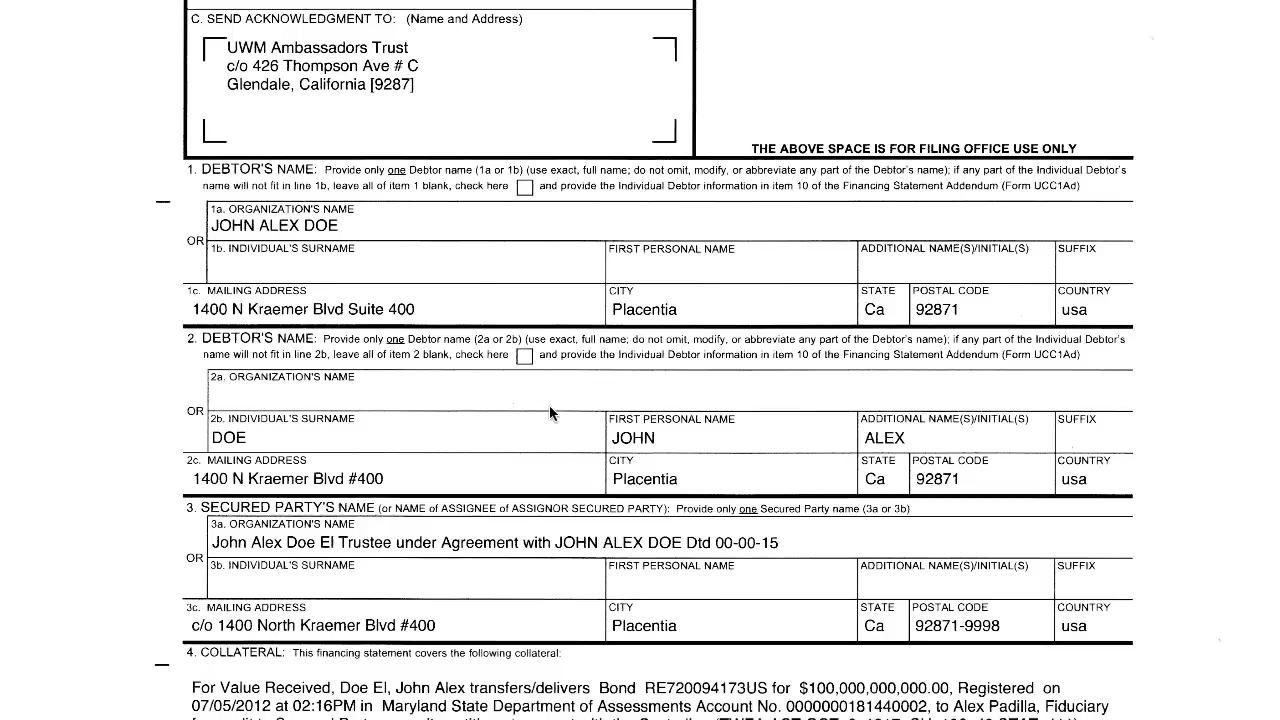 C. SEND ACKNOWLEDGMENT TO: (Name and Address)
UWM Ambassadors Trust
c/o 426 Thompson Ave # C
Glendale, California [9287]
THE ABOVE SPACE IS FOR FILING OFFICE USE ONLY
1. DEBTOR'S NAME: Provide only one Debtor name (1a or 1b) (use exact, full name; do not omit, modify, or abbreviate any part of the Debtor's name); if any part of the Individual Debtor's
name will not fit in line 1b, leave all of item 1 blank, check here and provide the Individual Debtor information in item 10 of the Financing Statement Addendum (Form UCC1Ad)
1a. ORGANIZATION'S NAME
JOHN ALEX DOE
OR
1b. INDIVIDUAL'S SURNAME FIRST PERSONAL NAME ADDITIONAL NAME(S)/INITIAL(S) SUFFIX
1c. MAILING ADDRESS CITY STATE POSTAL CODE COUNTRY
1400 N Kraemer Blvd Suite 400 Placentia Ca 92871 usa
2. DEBTOR'S NAME: Provide only one Debtor name (2a or 2b) (use exact, full name; do not omit, modify, or abbreviate any part of the Debtor's name); if any part of the Individual Debtor's
name will not fit in line 2b, leave all of item 2 blank, check here and provide the Individual Debtor information in item 10 of the Financing Statement Addendum (Form UCC1Ad)
2a. ORGANIZATION'S NAME
OR
2b. INDIVIDUAL'S SURNAME FIRST PERSONAL NAME ADDITIONAL NAME(S)/INITIAL(S) SUFFIX
DOE JOHN ALEX
2c. MAILING ADDRESS CITY STATE POSTAL CODE COUNTRY
1400 N Kraemer Blvd #400 Placentia Ca 92871 usa
3. SECURED PARTY'S NAME (or NAME of ASSIGNEE of ASSIGNOR SECURED PARTY): Provide only one Secured Party name (3a or 3b)
3a. ORGANIZATION'S NAME
John Alex Doe El Trustee under Agreement with JOHN ALEX DOE Dtd 00-00-15
OR
3b. INDIVIDUAL'S SURNAME FIRST PERSONAL NAME ADDITIONAL NAME(S)/INITIAL(S) SUFFIX
3c. MAILING ADDRESS CITY STATE POSTAL CODE COUNTRY
c/o 1400 North Kraemer Blvd #400 Placentia Ca 92871-9998 usa
4. COLLATERAL: This financing statement covers the following collateral:
For Value Received, Doe El, John Alex transfers/delivers Bond RE720094173US for $100,000,000,000.00, Registered on
07/05/2012 at 02:16PM in Maryland State Department of Assessments Account No. 0000000181440002, to Alex Padilla, Fiduciary